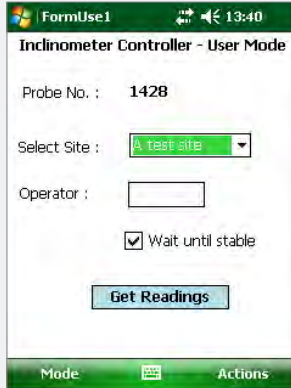 FormUse1 13:40
Inclinometer Controller - User Mode
Probe No. : 1428
Select Site : A test site
Operator :
Wait until stable
Get Readings
Mode Actions